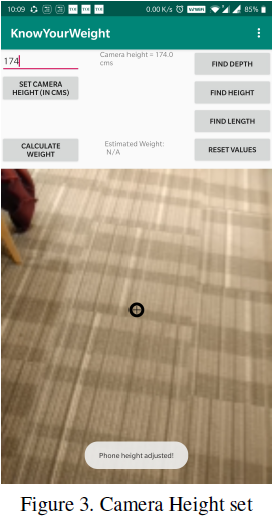 10:09
0.00 K/s
VoWiFi
85%
KnowYourWeight
174
Camera height = 174.0
cms
FIND DEPTH
SET CAMERA
HEIGHT (IN CMS)
FIND HEIGHT
FIND LENGTH
CALCULATE
WEIGHT
Estimated Weight:
N/A
RESET VALUES
Phone height adjusted!
Figure 3. Camera Height set